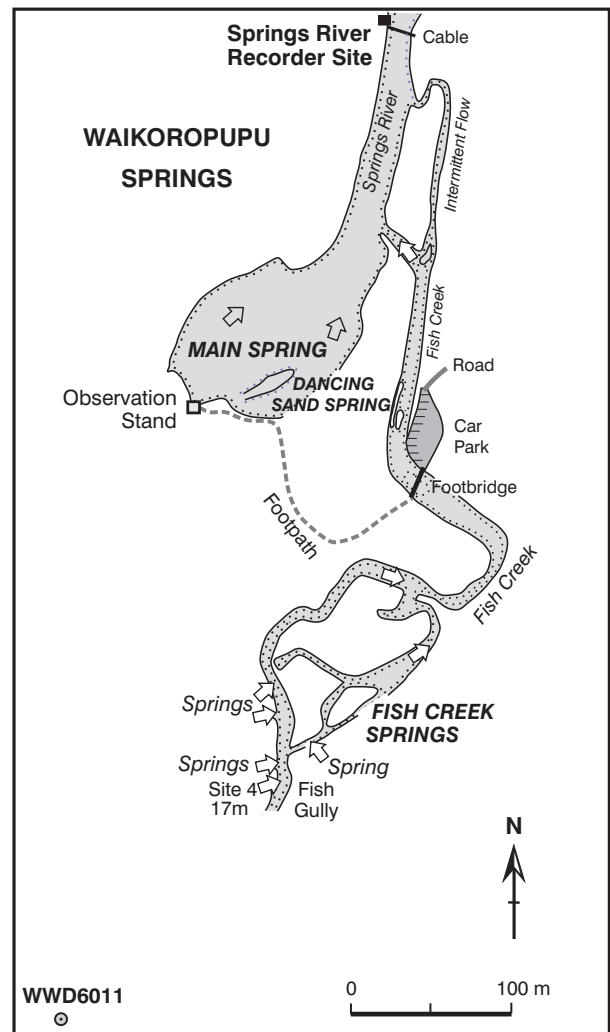 Springs River
Recorder Site
Cable
WAIKOROPUPU
SPRINGS
Springs River
Intermittent Flow
MAIN SPRING
DANCING
SAND SPRING
Fish Creek
Road
Observation
Stand
Car
Park
Footbridge
Footpath
Fish Creek
Springs
FISH CREEK
SPRINGS
Springs
Spring
Site 4
17m
Fish
Gully
N
WWD6011
0
100 m